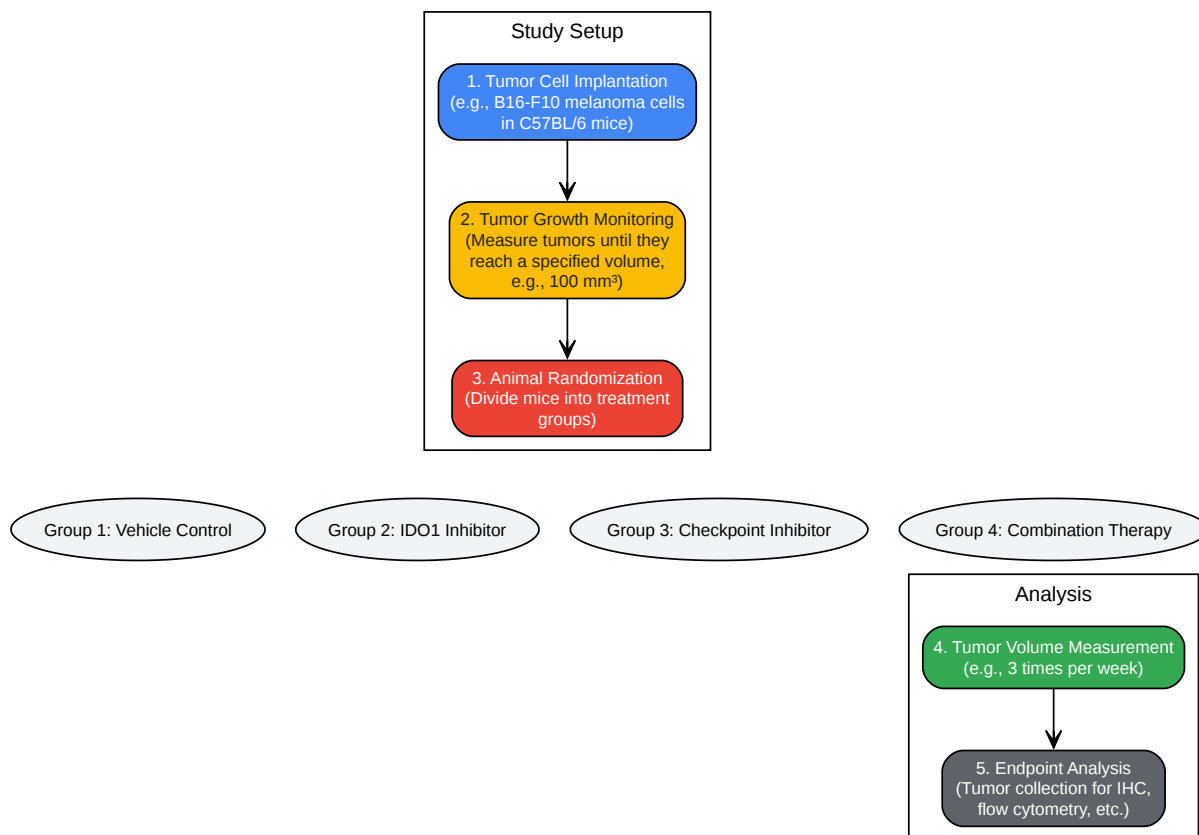 Study Setup
1. Tumor Cell Implantation
(e.g., B16-F10 melanoma cells
in C57BL/6 mice)
2. Tumor Growth Monitoring
(Measure tumors until they
reach a specified volume,
e.g., 100 mm³)
3. Animal Randomization
(Divide mice into treatment
groups)
Group 1: Vehicle Control
Group 2: IDO1 Inhibitor
Group 3: Checkpoint Inhibitor
Group 4: Combination Therapy
Analysis
4. Tumor Volume Measurement
(e.g., 3 times per week)
5. Endpoint Analysis
(Tumor collection for IHC,
flow cytometry, etc.)